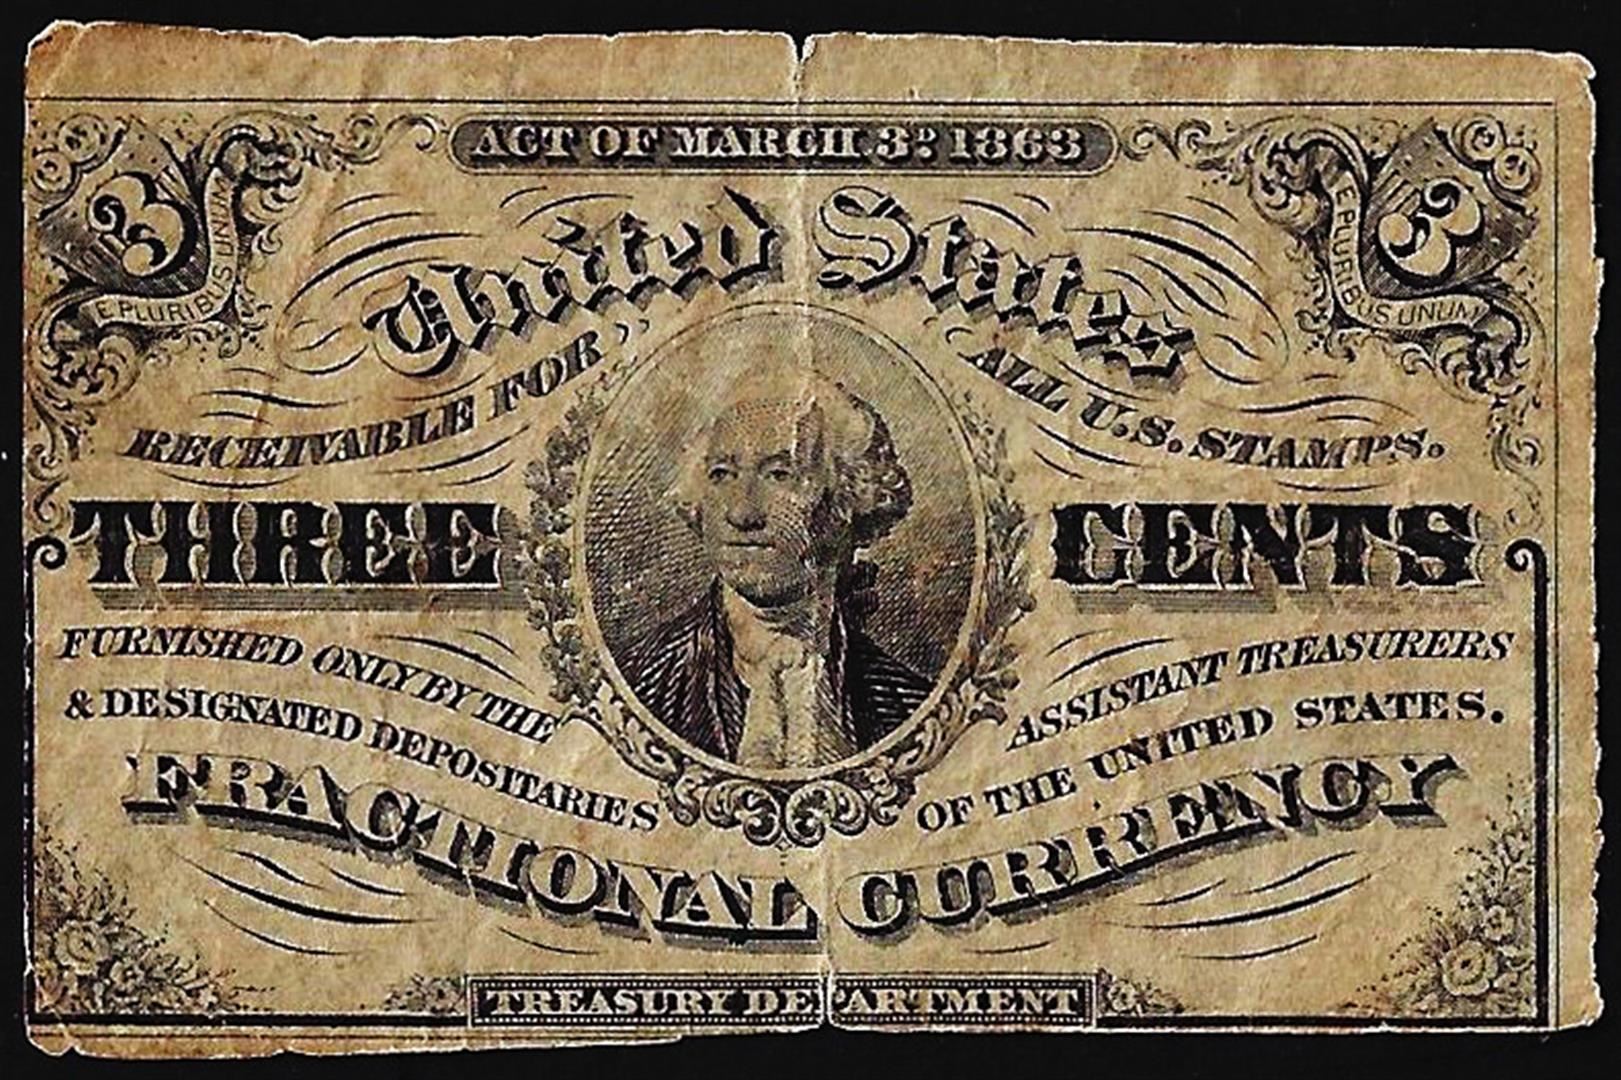 ACT OF MARCH 3D. 1863
3
E PLURIBUS UNUM
3
E PLURIBUS UNUM
United States
RECEIVABLE FOR ALL U.S. STAMPS.
THREE CENTS
FURNISHED ONLY BY THE ASSISTANT TREASURERS
& DESIGNATED DEPOSITARIES OF THE UNITED STATES.
FRACTIONAL CURRENCY
TREASURY DEPARTMENT